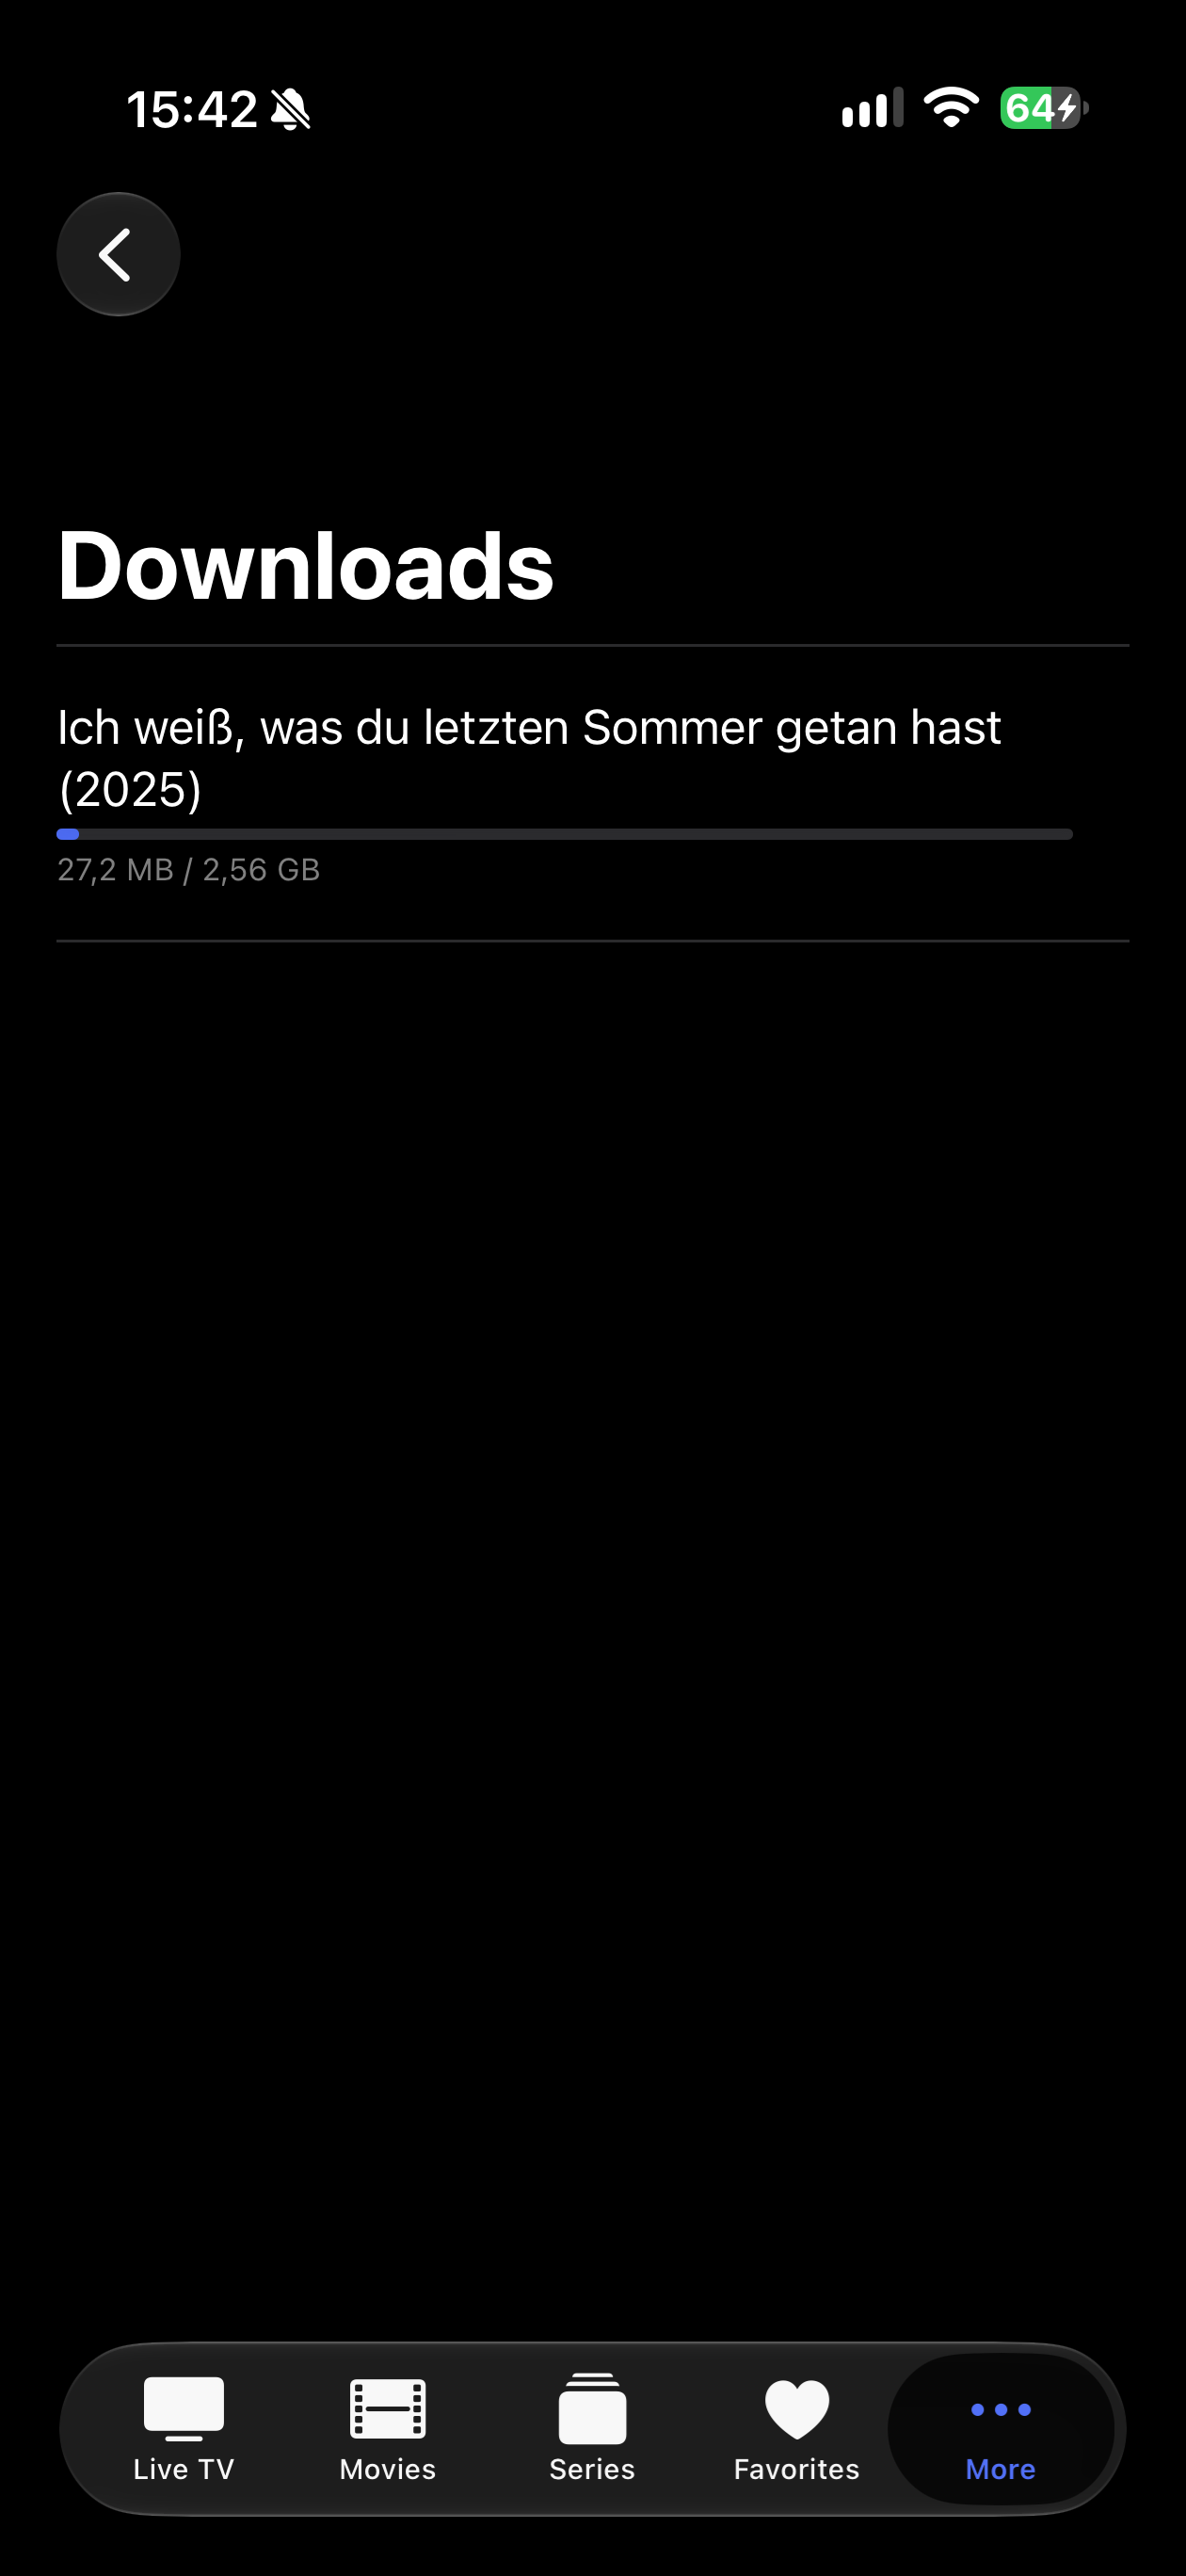 15:42
64
Downloads
Ich weiß, was du letzten Sommer getan hast
(2025)
27,2 MB / 2,56 GB
Live TV
Movies
Series
Favorites
More